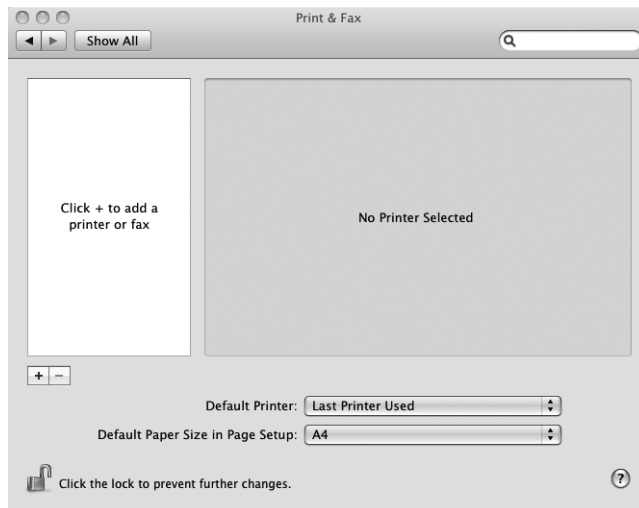 Print & Fax
Show All
Click + to add a
printer or fax
No Printer Selected
+ −
Default Printer: Last Printer Used
Default Paper Size in Page Setup: A4
Click the lock to prevent further changes.
?